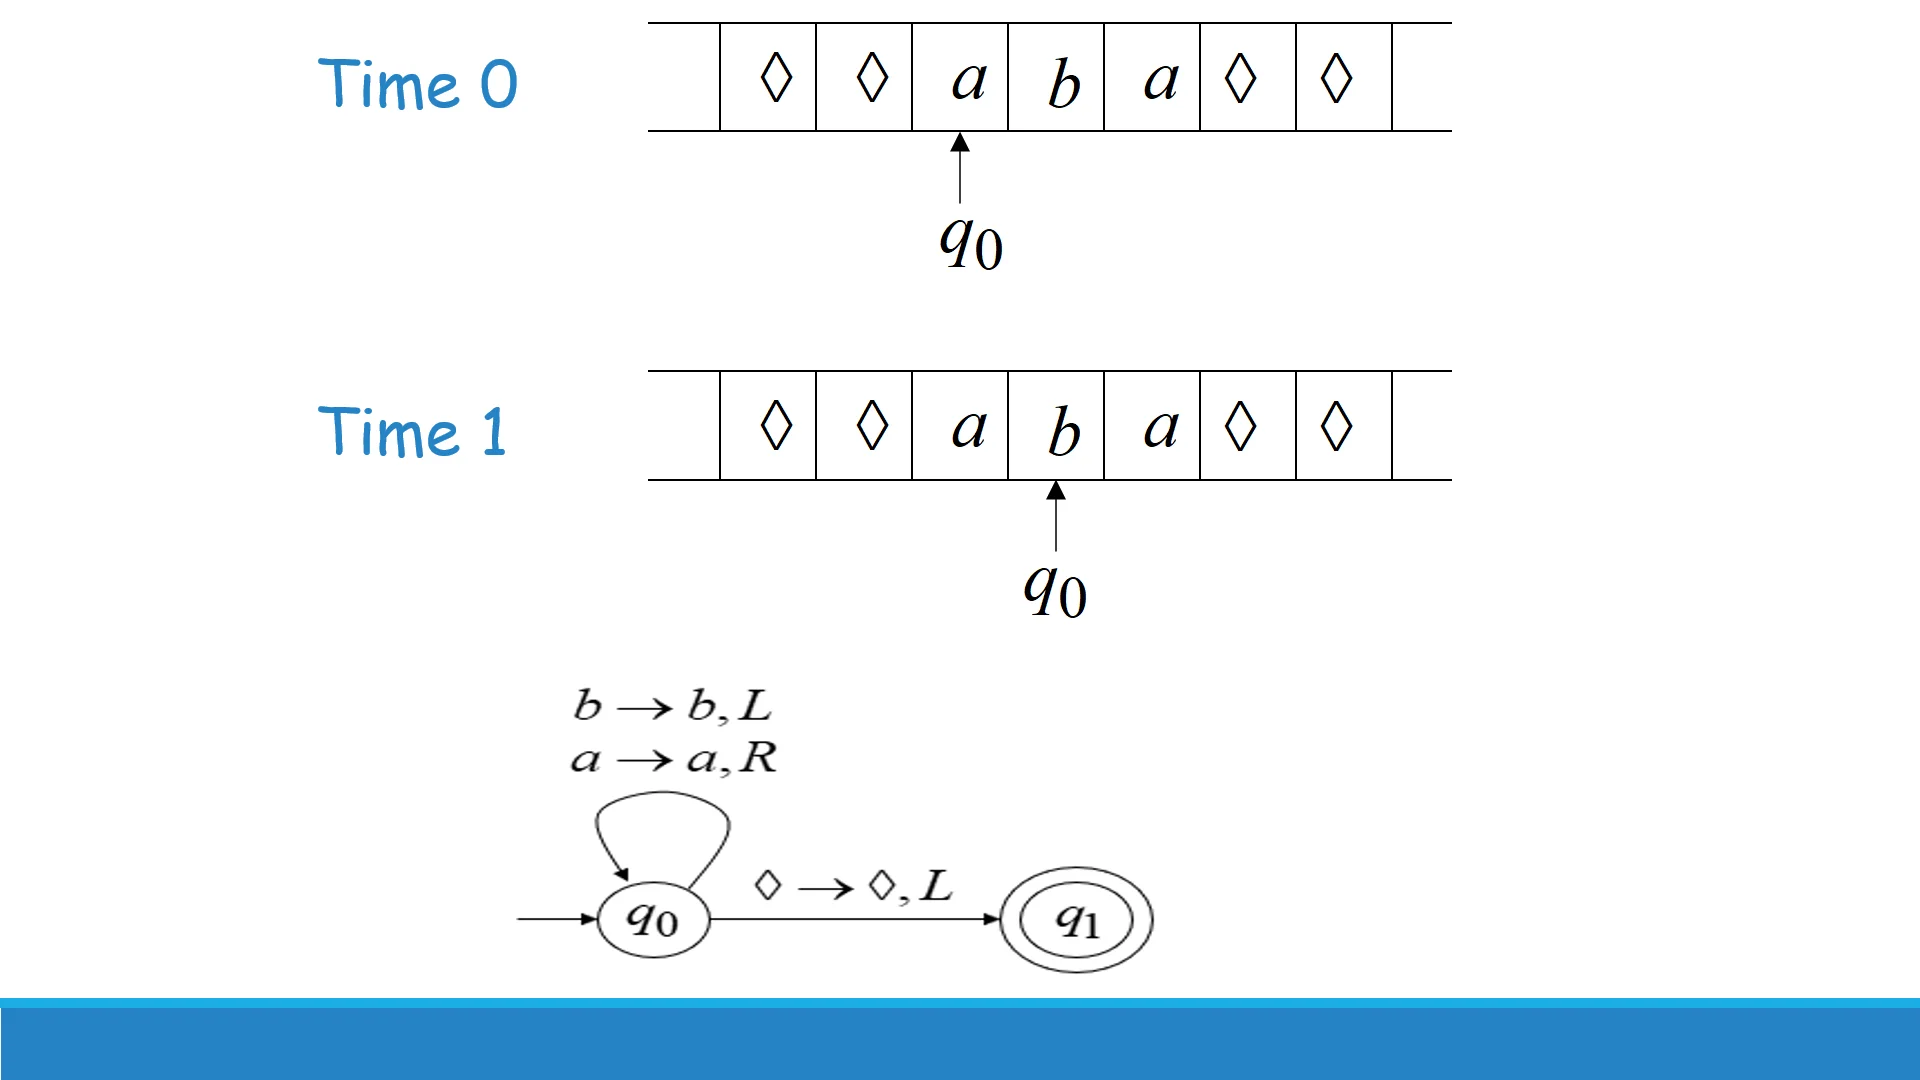 Time 0
◊ ◊ a b a ◊ ◊
q0
Time 1
◊ ◊ a b a ◊ ◊
q0
b → b, L
a → a, R
◊ → ◊, L
q0 q1